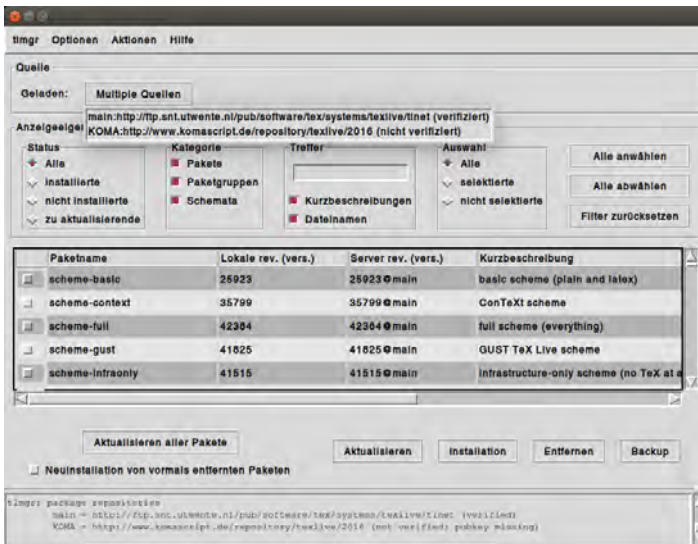 tlmgr Optionen Aktionen Hilfe
Quelle
Geladen: Multiple Quellen
main:http://ftp.snt.utwente.nl/pub/software/tex/systems/texlive/tlnet (verifiziert)
KOMA:http://www.komascript.de/repository/texlive/2016 (nicht verifiziert)
Anzeigeeigen
Status Kategorie Treffer Auswahl
Alle Pakete Alle Alle anwählen
installierte Paketgruppen selektierte Alle abwählen
nicht installierte Schemata Kurzbeschreibungen nicht selektierte
zu aktualisierende Dateinamen Filter zurücksetzen
Paketname Lokale rev. (vers.) Server rev. (vers.) Kurzbeschreibung
scheme-basic 25923 25923@main basic scheme (plain and latex)
scheme-context 35799 35799@main ConTeXt scheme
scheme-full 42384 42384@main full scheme (everything)
scheme-gust 41825 41825@main GUST TeX Live scheme
scheme-infraonly 41515 41515@main infrastructure-only scheme (no TeX at a
Aktualisieren aller Pakete Aktualisieren Installation Entfernen Backup
Neuinstallation von vormals entfernten Paketen
tlmgr: package repositories
main = http://ftp.snt.utwente.nl/pub/software/tex/systems/texlive/tlnet (verified)
KOMA = http://www.komascript.de/repository/texlive/2016 (not verified: pubkey missing)